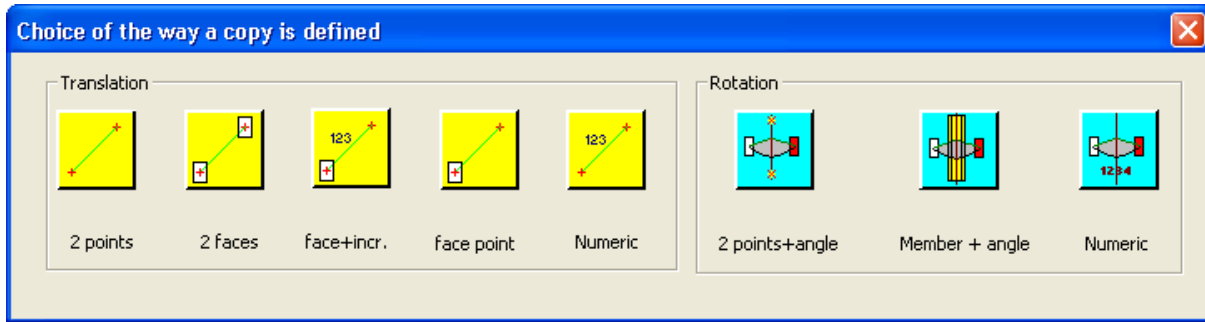 Choice of the way a copy is defined
Translation
Rotation
123
123
1234
2 points
2 faces
face+incr.
face point
Numeric
2 points+angle
Member + angle
Numeric